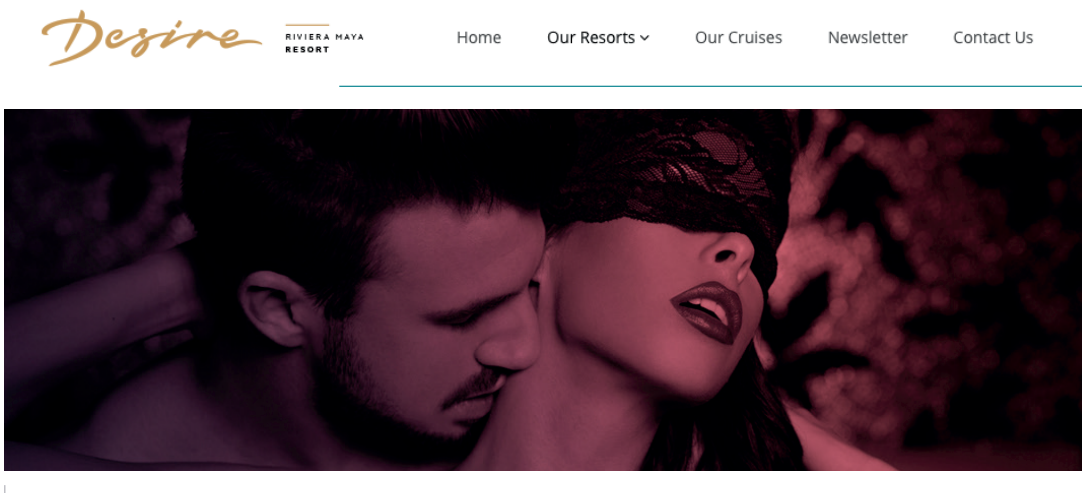 Desire
RIVIERA MAYA
RESORT
Home
Our Resorts
Our Cruises
Newsletter
Contact Us